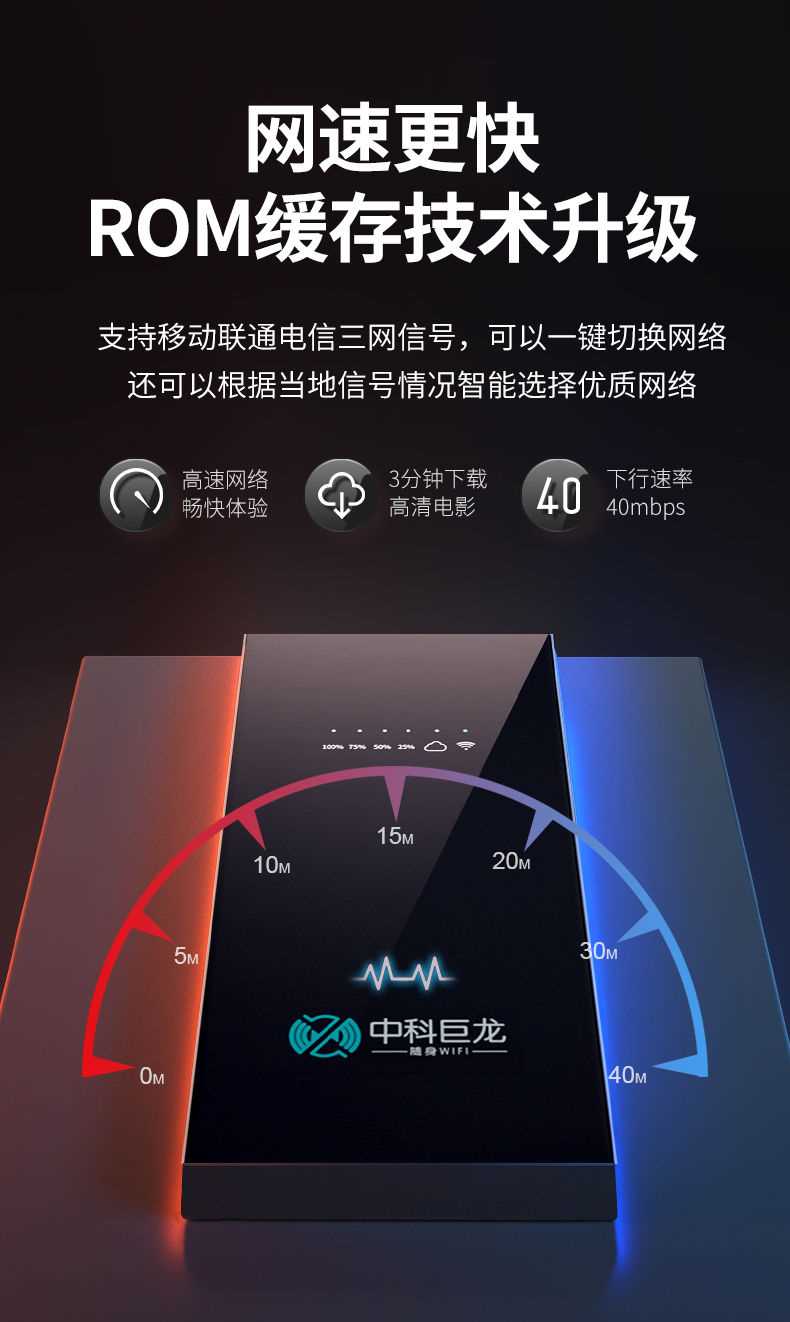 网速更快
ROM缓存技术升级
支持移动联通电信三网信号，可以一键切换网络
还可以根据当地信号情况智能选择优质网络
高速网络
畅快体验
3分钟下载
高清电影
40
下行速率
40mbps
100% 75% 50% 25%
15M
10M
20M
5M
30M
中科巨龙
随身WIFI
0M
40M